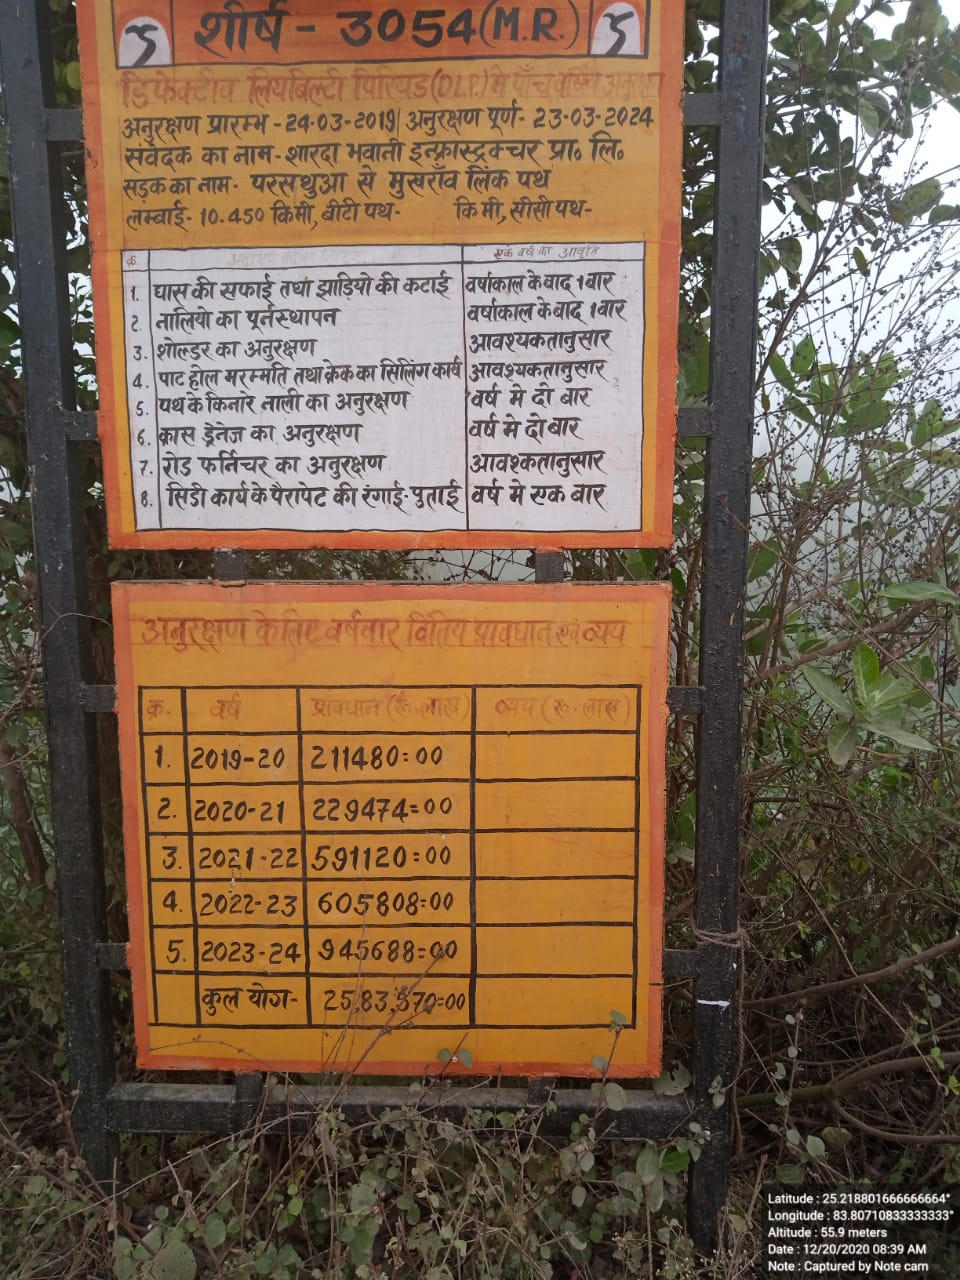 शीर्ष - 3054 (M.R.)
डिफेक्टीव लियबिल्टी पिरियड (D.L.P.) मे पाँच वर्षिय अनुरक्षण
अनुरक्षण प्रारम्भ - 24-03-2019 | अनुरक्षण पूर्ण - 23-03-2024
संवेदक का नाम - शारदा भवानी इन्फ्रास्ट्रक्चर प्रा० लि०
सड़क का नाम - परसथुआ से मुखराँव लिंक पथ
लम्बाई - 10.450 किमी, बीटी पथ - किमी, सीसी पथ -
क्र एक वर्ष का आवृति
1. घास की सफाई तथा झाड़ियो की कटाई वर्षाकाल के बाद 1 बार
2. नालियो का पूर्नस्थापन वर्षाकाल के बाद 1 बार
3. शोल्डर का अनुरक्षण आवश्यकतानुसार
4. पाट होल मरम्मति तथा क्रेक का सिलिंग कार्य आवश्यकतानुसार
5. पथ के किनारे नाली का अनुरक्षण वर्ष मे दो बार
6. क्रास ड्रेनेज का अनुरक्षण वर्ष मे दो बार
7. रोड फर्निचर का अनुरक्षण आवश्कतानुसार
8. सिडी कार्य के पैरापेट की रंगाई-पुताई वर्ष मे एक बार
अनुरक्षण के लिए वर्षवार वितिय प्रावधान एवं व्यय
क्र. वर्ष प्रावधान (रू. लाख) व्यय (रू. लाख)
1. 2019-20 211480=00
2. 2020-21 229474=00
3. 2021-22 591120=00
4. 2022-23 605808=00
5. 2023-24 945688=00
कुल योग- 25,83,570=00
Latitude : 25.218801666666664°
Longitude : 83.80710833333333°
Altitude : 55.9 meters
Date : 12/20/2020 08:39 AM
Note : Captured by Note cam